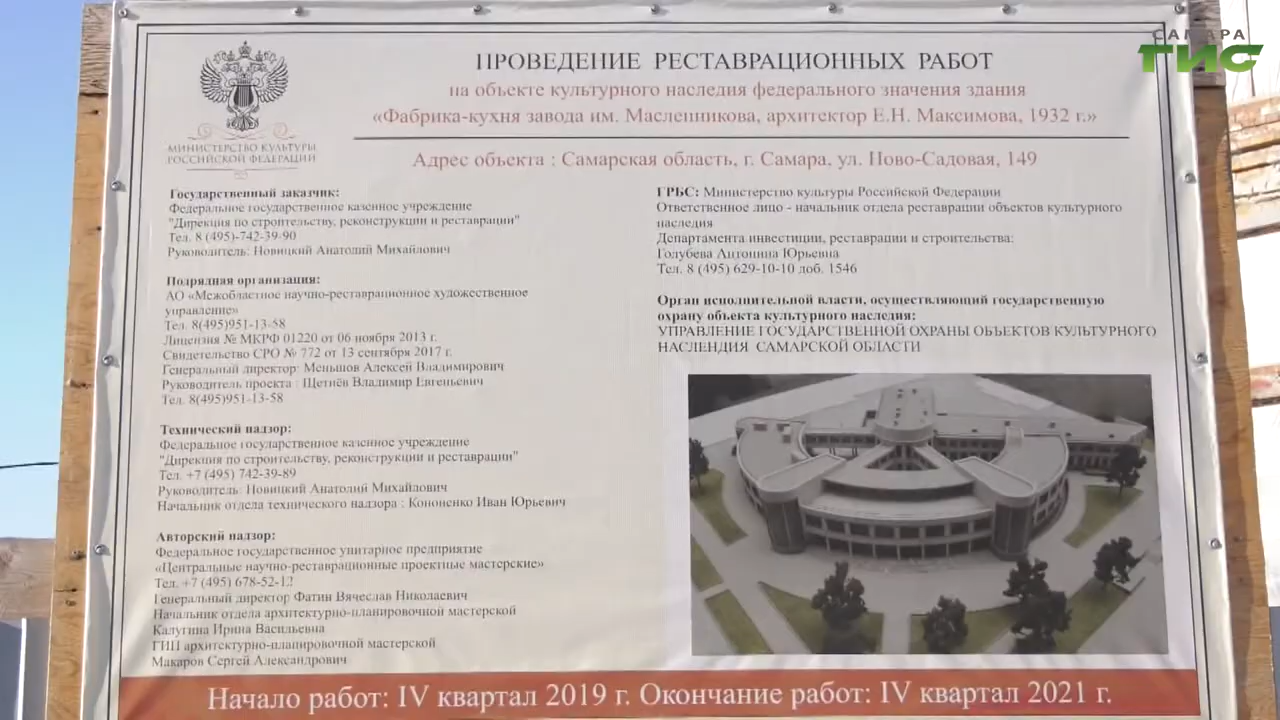 САМАРА
ГИС
ПРОВЕДЕНИЕ РЕСТАВРАЦИОННЫХ РАБОТ
на объекте культурного наследия федерального значения здания
«Фабрика-кухня завода им. Масленникова, архитектор Е.Н. Максимова, 1932 г.»
МИНИСТЕРСТВО КУЛЬТУРЫ
РОССИЙСКОЙ ФЕДЕРАЦИИ
Адрес объекта : Самарская область, г. Самара, ул. Ново-Садовая, 149
Государственный заказчик:
Федеральное государственное казенное учреждение
"Дирекция по строительству, реконструкции и реставрации"
Тел. 8 (495)-742-39-90
Руководитель: Новицкий Анатолий Михайлович
Подрядная организация:
АО «Межобластное научно-реставрационное художественное
управление»
Тел. 8(495)951-13-58
Лицензия № МКРФ 01220 от 06 ноября 2013 г.
Свидетельство СРО № 772 от 13 сентября 2017 г.
Генеральный директор: Меньшов Алексей Владимирович
Руководитель проекта : Щетнёв Владимир Евгеньевич
Тел. 8(495)951-13-58
Технический надзор:
Федеральное государственное казенное учреждение
"Дирекция по строительству, реконструкции и реставрации"
Тел. +7 (495) 742-39-89
Руководитель: Новицкий Анатолий Михайлович
Начальник отдела технического надзора : Кононенко Иван Юрьевич
Авторский надзор:
Федеральное государственное унитарное предприятие
«Центральные научно-реставрационные проектные мастерские»
Тел. +7 (495)
Генеральный директор Фатин Вячеслав Николаевич
Начальник отдела архитектурно-планировочной мастерской
Калугина Ирина Васильевна
ГИП архитектурно-планировочной мастерской
Макаров Сергей Александрович
ГРБС: Министерство культуры Российской Федерации
Ответственное лицо - начальник отдела реставрации объектов культурного
наследия
Департамента инвестиции, реставрации и строительства:
Голубева Антонина Юрьевна
Тел. 8 (495) 629-10-10 доб. 1546
Орган исполнительной власти, осуществляющий государственную
охрану объекта культурного наследия:
УПРАВЛЕНИЕ ГОСУДАРСТВЕННОЙ ОХРАНЫ ОБЪЕКТОВ КУЛЬТУРНОГО
НАСЛЕНДИЯ САМАРСКОЙ ОБЛАСТИ
Начало работ: IV квартал 2019 г. Окончание работ: IV квартал 2021 г.